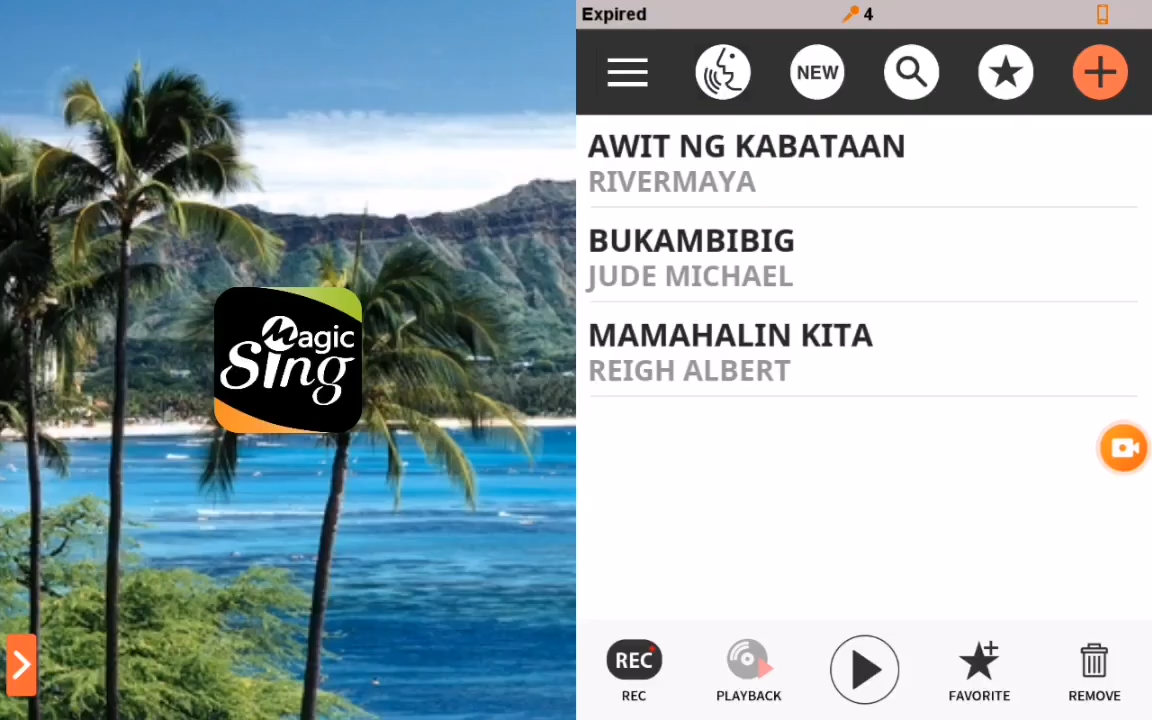 Magic
Sing
Expired
4
NEW
AWIT NG KABATAAN
RIVERMAYA
BUKAMBIBIG
JUDE MICHAEL
MAMAHALIN KITA
REIGH ALBERT
REC
REC
PLAYBACK
FAVORITE
REMOVE